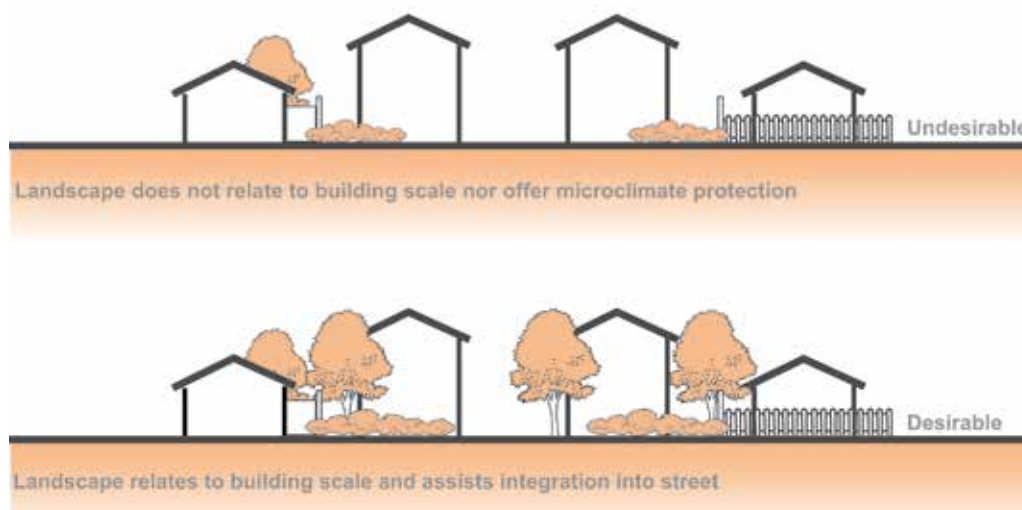 Undesirable
Landscape does not relate to building scale nor offer microclimate protection
Desirable
Landscape relates to building scale and assists integration into street